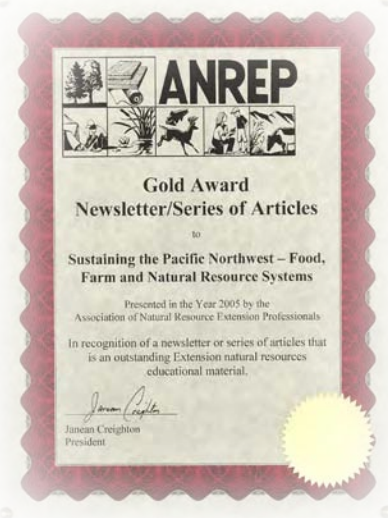 ANREP
Gold Award
Newsletter/Series of Articles
to
Sustaining the Pacific Northwest – Food,
Farm and Natural Resource Systems
Presented in the Year 2005 by the
Association of Natural Resource Extension Professionals
In recognition of a newsletter or series of articles that
is an outstanding Extension natural resources
educational material.
Janean Creighton
Janean Creighton
President